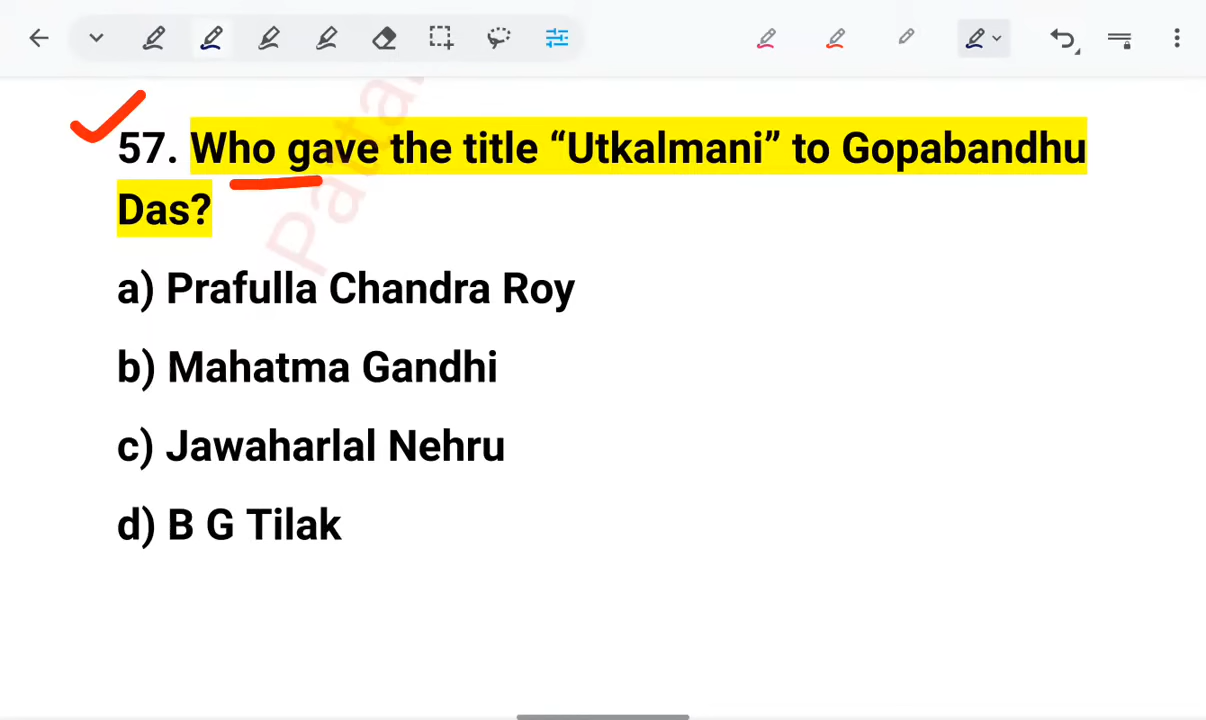 57. Who gave the title “Utkalmani” to Gopabandhu
Das?
a) Prafulla Chandra Roy
b) Mahatma Gandhi
c) Jawaharlal Nehru
d) B G Tilak